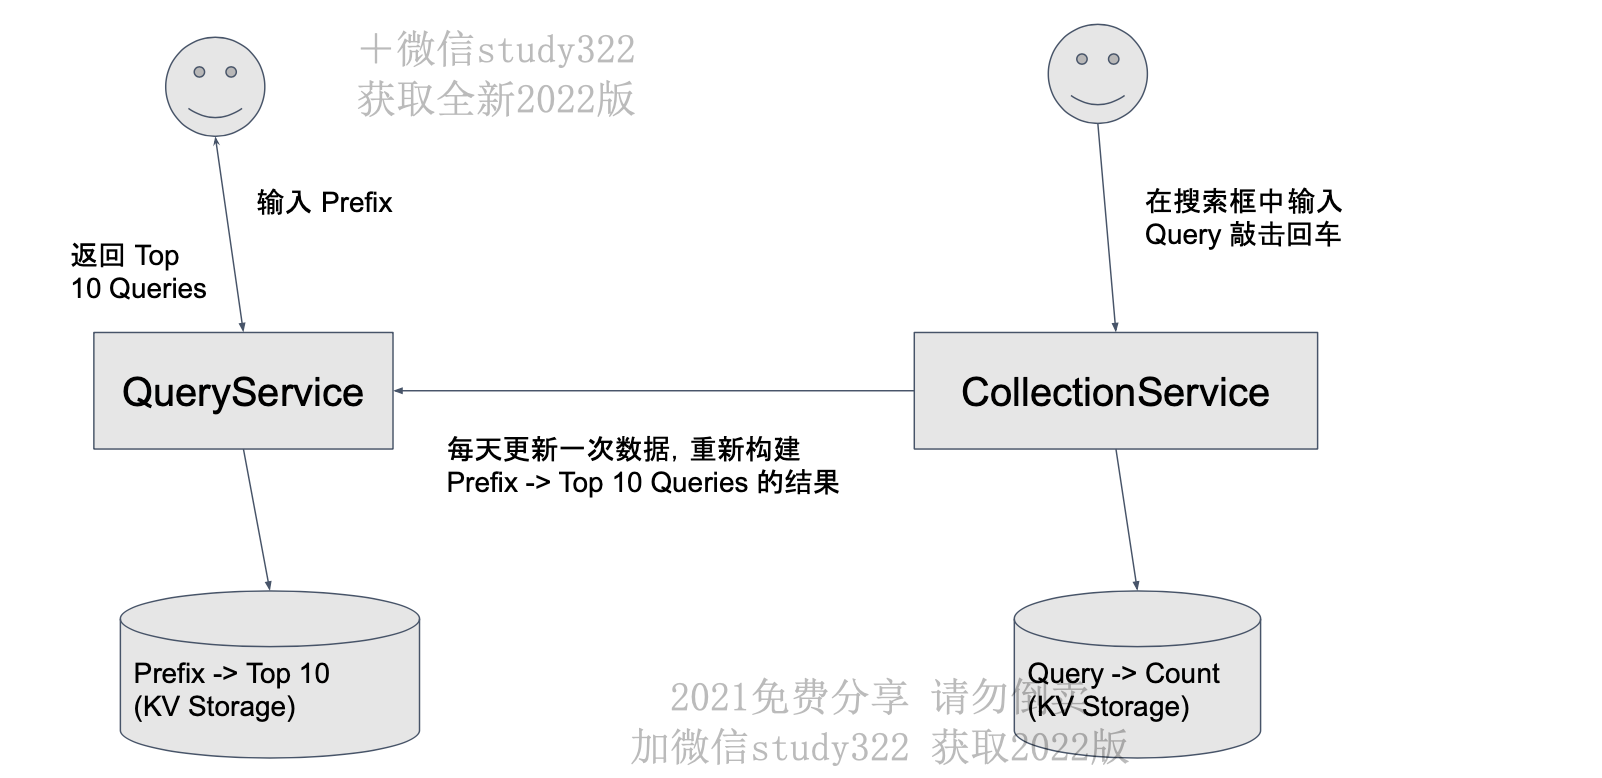 ＋微信study322
获取全新2022版
输入 Prefix
返回 Top
10 Queries
在搜索框中输入
Query 敲击回车
QueryService
CollectionService
每天更新一次数据，重新构建
Prefix -> Top 10 Queries 的结果
Prefix -> Top 10
(KV Storage)
Query -> Count
(KV Storage)
2021免费分享 请勿倒卖
加微信study322 获取2022版